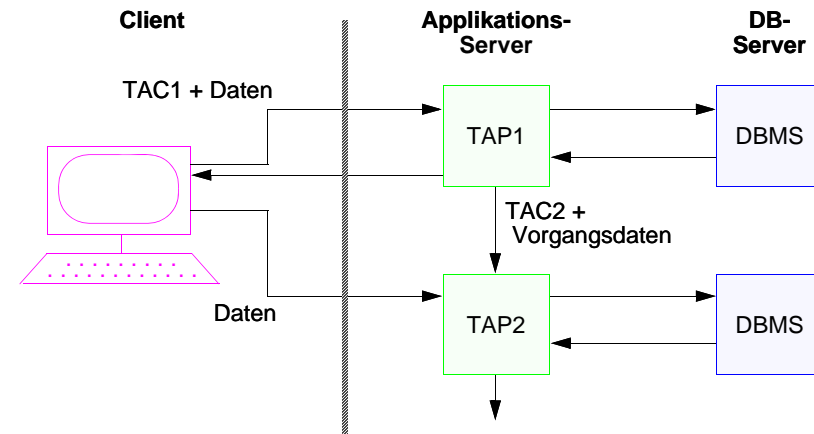 Client
Applikations-
Server
DB-
Server
TAC1 + Daten
TAP1
DBMS
TAC2 +
Vorgangsdaten
Daten
TAP2
DBMS